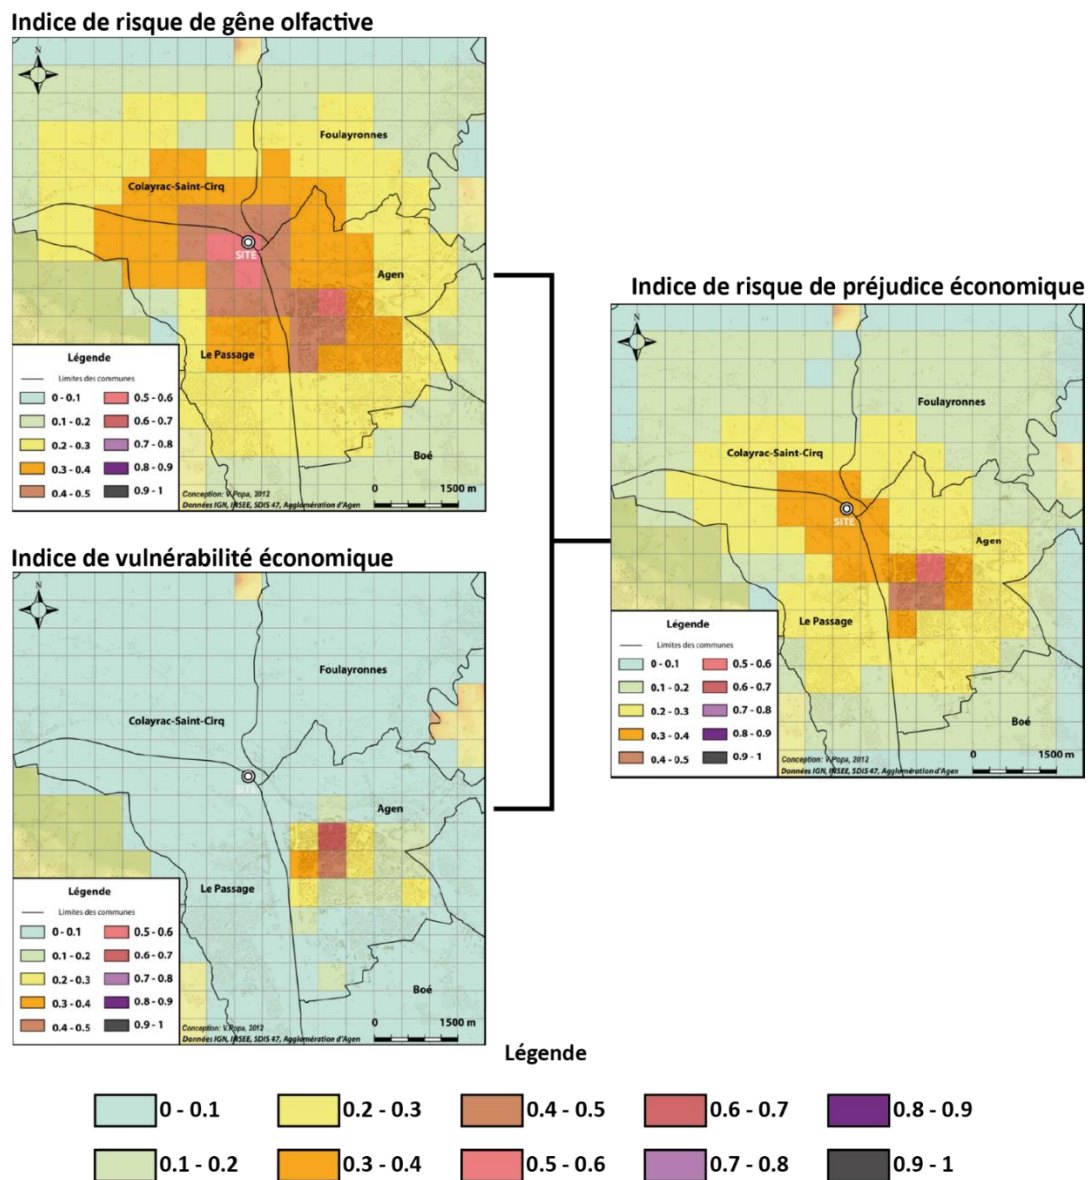 Indice de risque de gêne olfactive
N
Foulayronnes
Colayrac-Saint-Cirq
SITE
Agen
Le Passage
Boé
Légende
Limites des communes
0 - 0.1
0.5 - 0.6
0.1 - 0.2
0.6 - 0.7
0.2 - 0.3
0.7 - 0.8
0.3 - 0.4
0.8 - 0.9
0.4 - 0.5
0.9 - 1
0 1500 m
Conception: V.Popa, 2012
Données IGN, INSEE, SDIS 47, Agglomération d'Agen
Indice de risque de préjudice économique
N
Foulayronnes
Colayrac-Saint-Cirq
SITE
Agen
Le Passage
Boé
Légende
Limites des communes
0 - 0.1
0.5 - 0.6
0.1 - 0.2
0.6 - 0.7
0.2 - 0.3
0.7 - 0.8
0.3 - 0.4
0.8 - 0.9
0.4 - 0.5
0.9 - 1
0 1500 m
Conception: V.Popa, 2012
Données IGN, INSEE, SDIS 47, Agglomération d'Agen
Indice de vulnérabilité économique
N
Foulayronnes
Colayrac-Saint-Cirq
SITE
Agen
Le Passage
Boé
Légende
Limites des communes
0 - 0.1
0.5 - 0.6
0.1 - 0.2
0.6 - 0.7
0.2 - 0.3
0.7 - 0.8
0.3 - 0.4
0.8 - 0.9
0.4 - 0.5
0.9 - 1
0 1500 m
Conception: V.Popa, 2012
Données IGN, INSEE, SDIS 47, Agglomération d'Agen
Légende
0 - 0.1 0.2 - 0.3 0.4 - 0.5 0.6 - 0.7 0.8 - 0.9
0.1 - 0.2 0.3 - 0.4 0.5 - 0.6 0.7 - 0.8 0.9 - 1